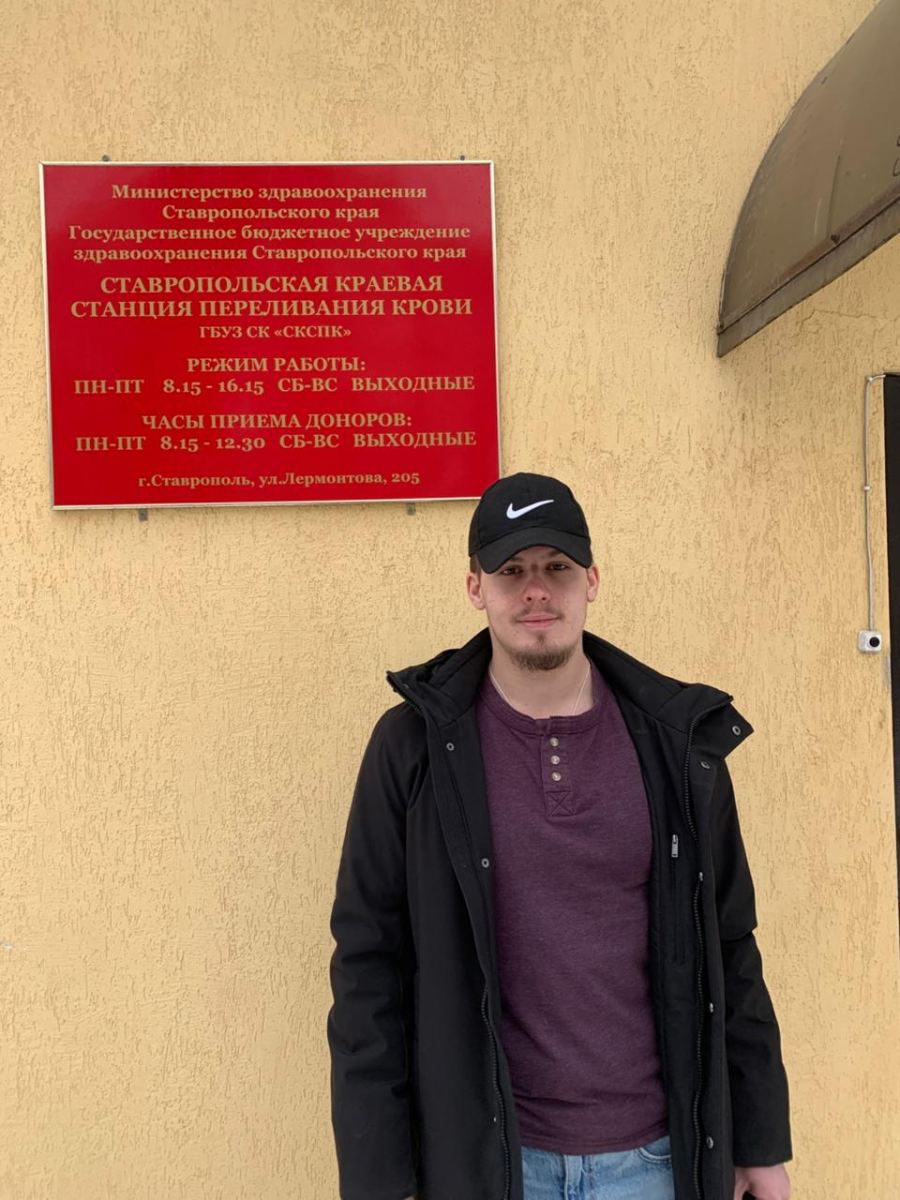 Министерство здравоохранения
Ставропольского края
Государственное бюджетное учреждение
здравоохранения Ставропольского края
СТАВРОПОЛЬСКАЯ КРАЕВАЯ
СТАНЦИЯ ПЕРЕЛИВАНИЯ КРОВИ
ГБУЗ СК «СКСПК»
РЕЖИМ РАБОТЫ:
ПН-ПТ 8.15 - 16.15 СБ-ВС ВЫХОДНЫЕ
ЧАСЫ ПРИЕМА ДОНОРОВ:
ПН-ПТ 8.15 - 12.30 СБ-ВС ВЫХОДНЫЕ
г.Ставрополь, ул.Лермонтова, 205